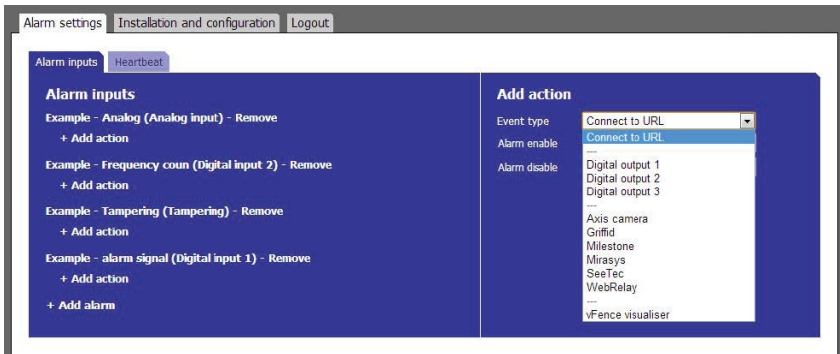 Alarm settings Installation and configuration Logout
Alarm inputs Heartbeat
Alarm inputs
Example - Analog (Analog input) - Remove
+ Add action
Example - Frequency coun (Digital input 2) - Remove
+ Add action
Example - Tampering (Tampering) - Remove
+ Add action
Example - alarm signal (Digital input 1) - Remove
+ Add action
+ Add alarm
Add action
Event type Connect to URL
Alarm enable
Alarm disable
Connect to URL
---
Digital output 1
Digital output 2
Digital output 3
---
Axis camera
Griffid
Milestone
Mirasys
SeeTec
WebRelay
---
vFence visualiser